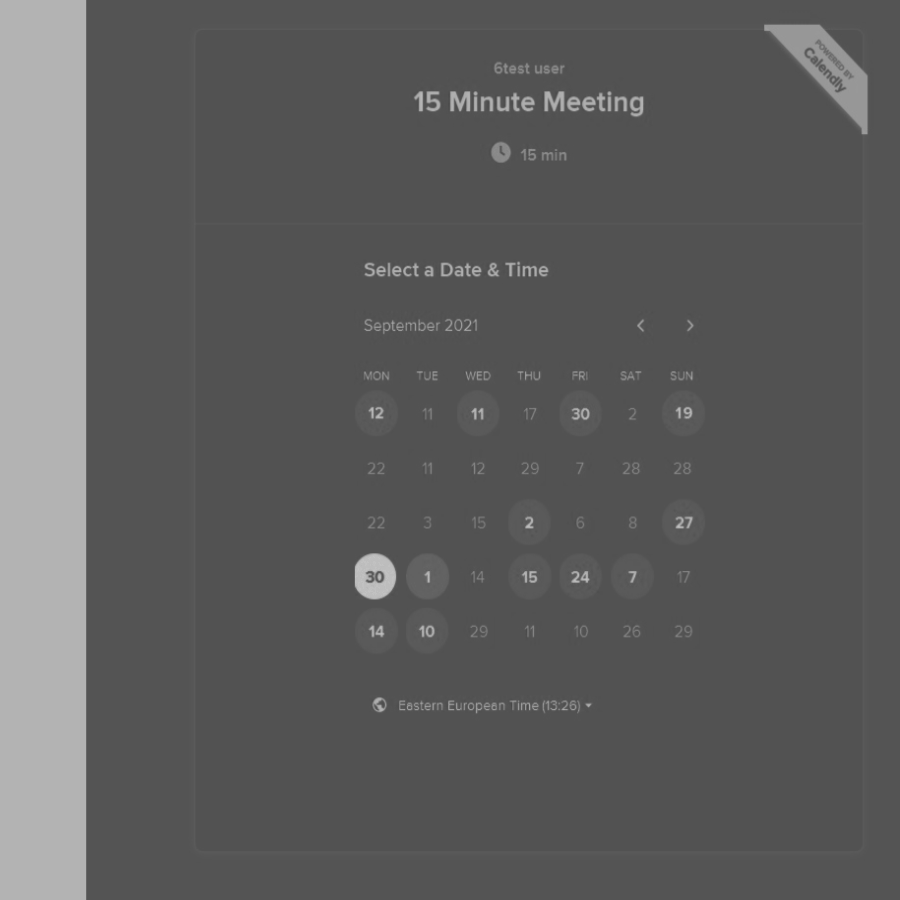 POWERED BY
Calendly
6test user
15 Minute Meeting
15 min
Select a Date & Time
September 2021
MON TUE WED THU FRI SAT SUN
12 11 11 17 30 2 19
22 11 12 29 7 28 28
22 3 15 2 6 8 27
30 1 14 15 24 7 17
14 10 29 11 10 26 29
Eastern European Time (13:26)